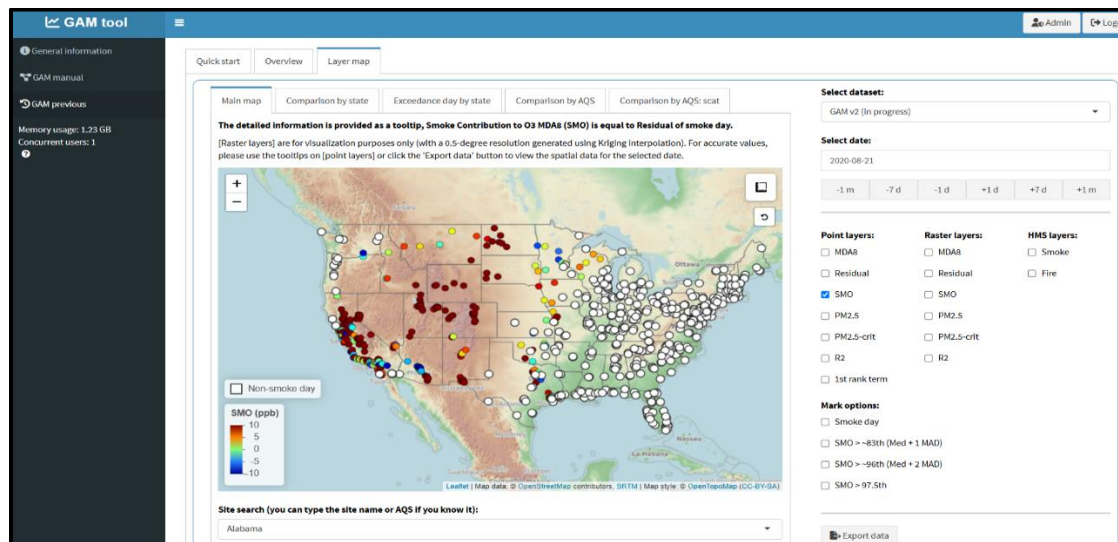 GAM tool
Admin
Log
General information
GAM manual
GAM previous
Memory usage: 1.23 GB
Concurrent users: 1
Quick start
Overview
Layer map
Main map
Comparison by state
Exceedance day by state
Comparison by AQS
Comparison by AQS: scat
The detailed information is provided as a tooltip, Smoke Contribution to O3 MDA8 (SMO) is equal to Residual of smoke day.
[Raster layers] are for visualization purposes only (with a 0.5-degree resolution generated using Kriging interpolation). For accurate values,
please use the tooltips on [point layers] or click the 'Export data' button to view the spatial data for the selected date.
+
−
Ottawa
Nassau
La Habana
Non-smoke day
SMO (ppb)
10
5
0
-5
-10
Leaflet | Map data: © OpenStreetMap contributors, SRTM | Map style: © OpenTopoMap (CC-BY-SA)
Site search (you can type the site name or AQS if you know it):
Alabama
Select dataset:
GAM v2 (in progress)
Select date:
2020-08-21
-1 m
-7 d
-1 d
+1 d
+7 d
+1 m
Point layers:
MDA8
Residual
SMO
PM2.5
PM2.5-crit
R2
1st rank term
Raster layers:
MDA8
Residual
SMO
PM2.5
PM2.5-crit
R2
HMS layers:
Smoke
Fire
Mark options:
Smoke day
SMO > ~83th (Med + 1 MAD)
SMO > ~96th (Med + 2 MAD)
SMO > 97.5th
Export data